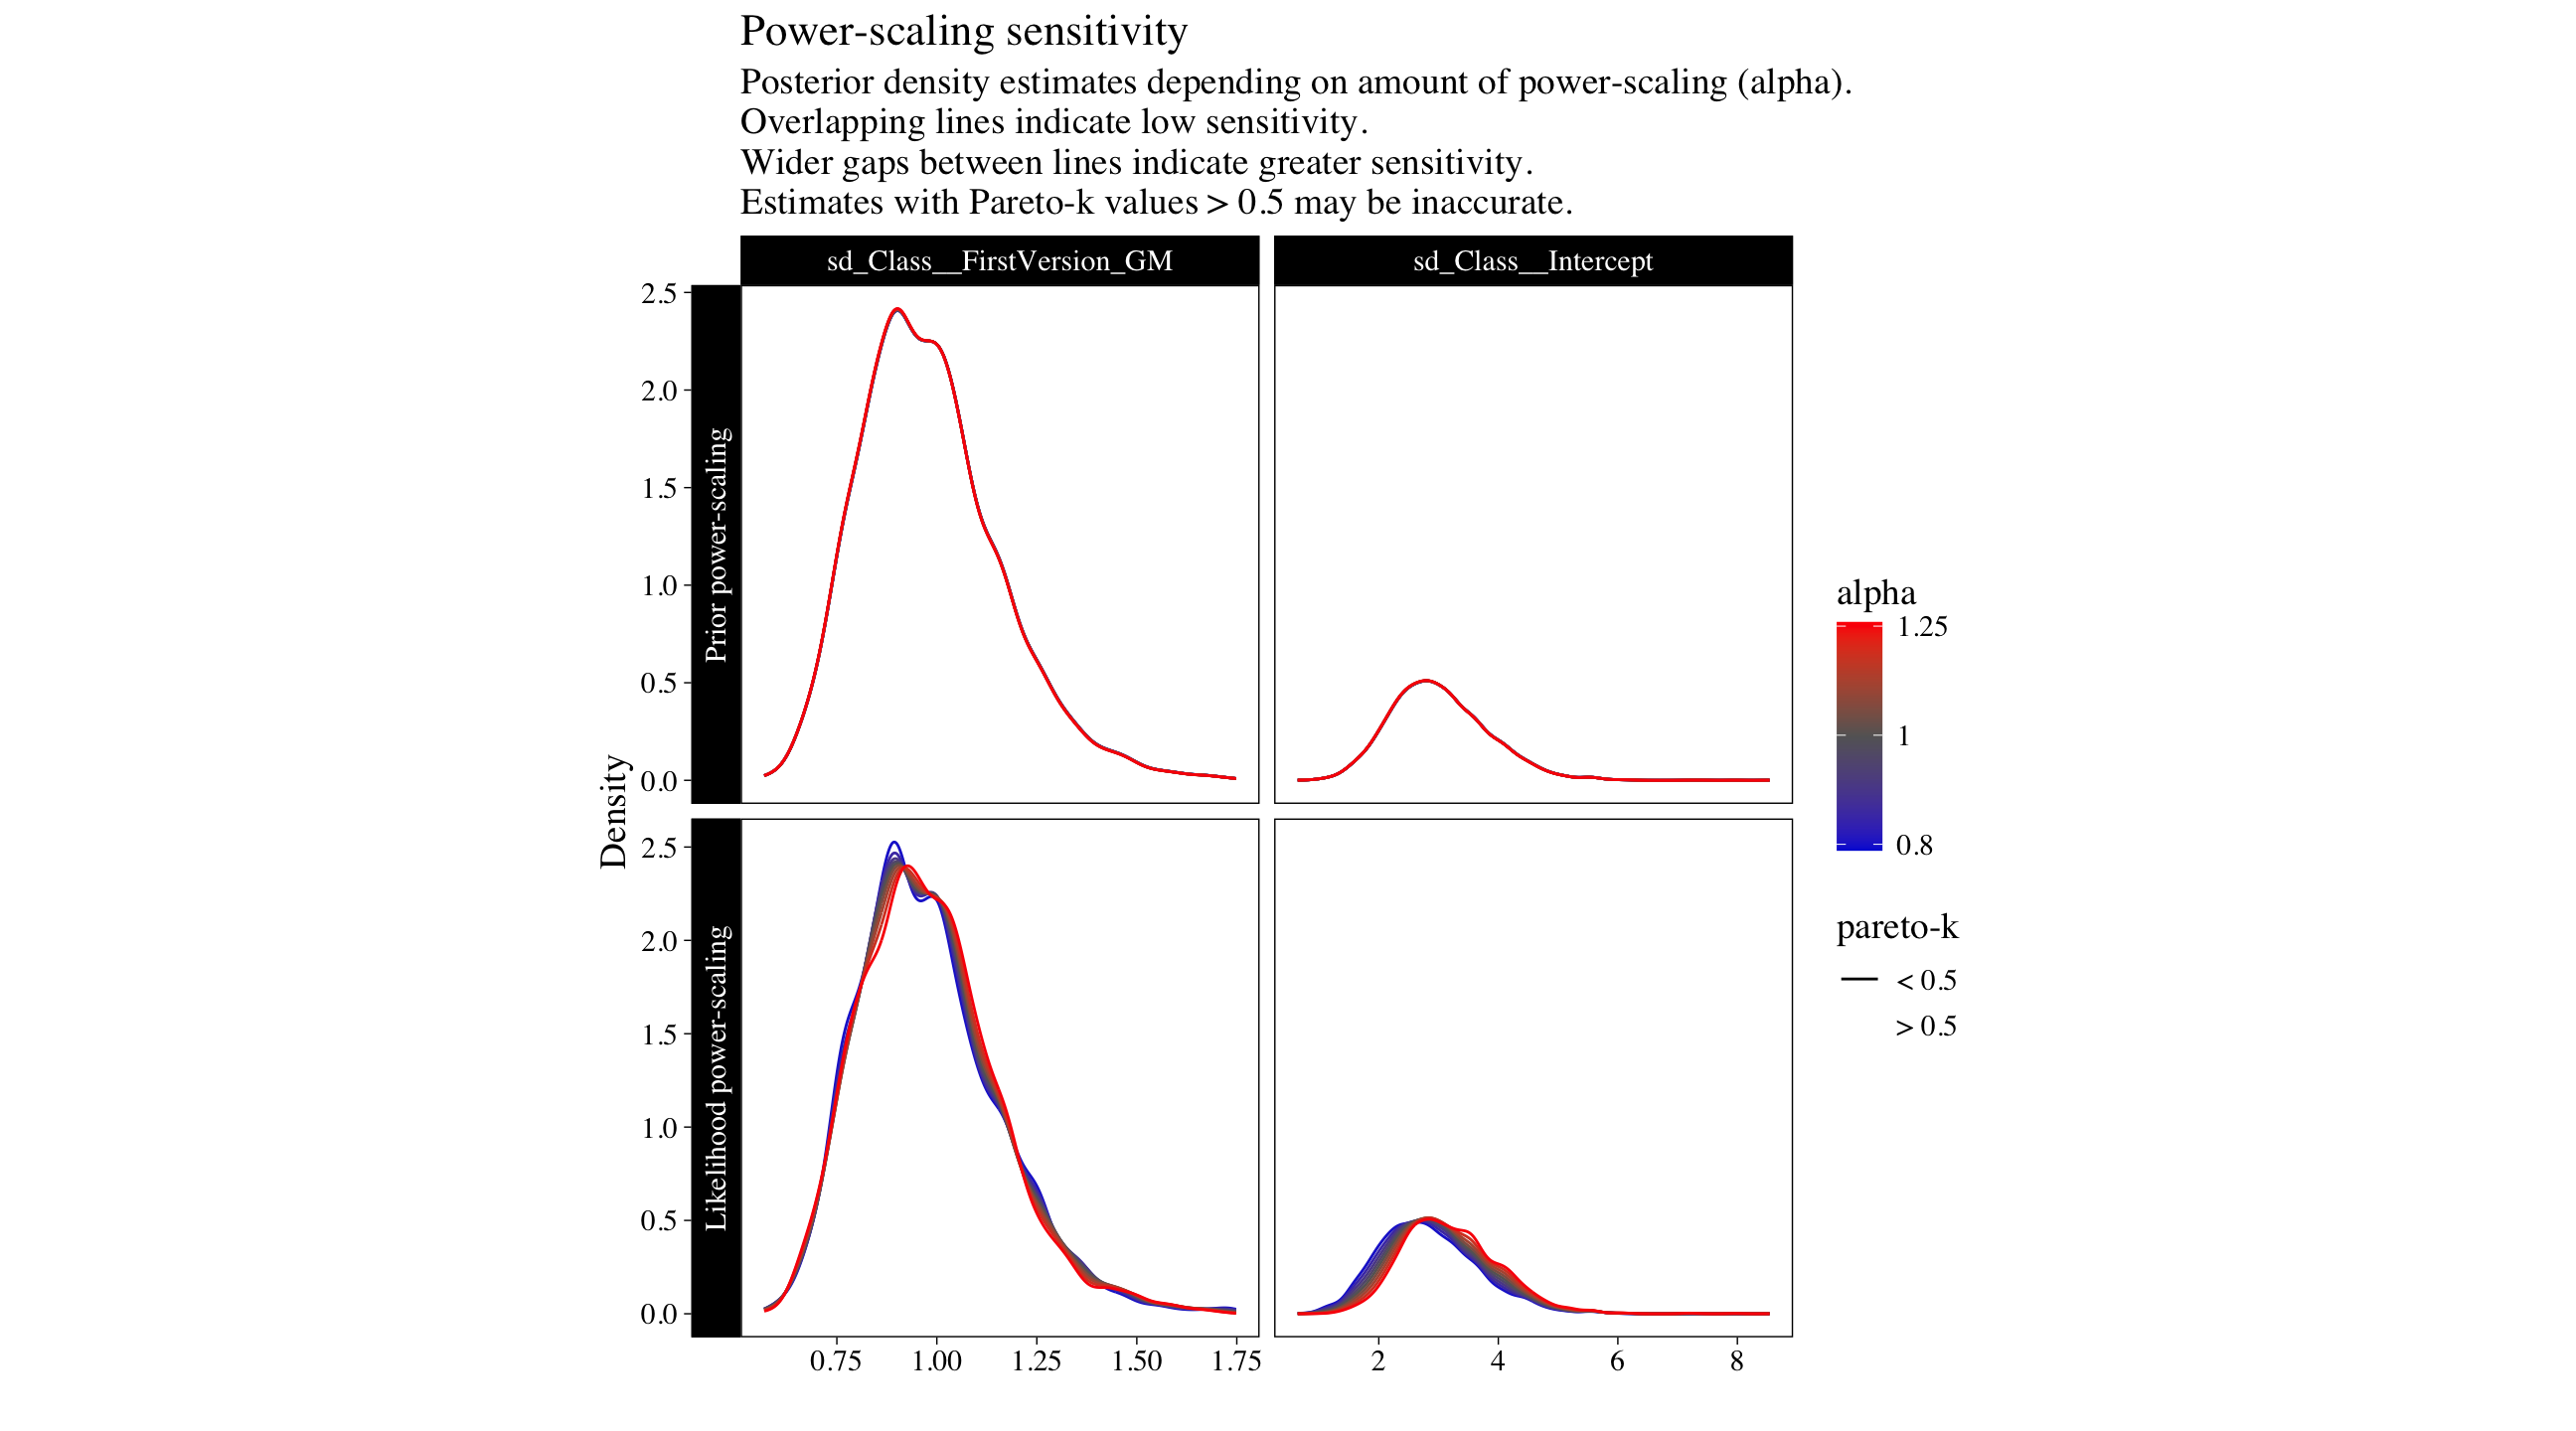 Power-scaling sensitivity
Posterior density estimates depending on amount of power-scaling (alpha).
Overlapping lines indicate low sensitivity.
Wider gaps between lines indicate greater sensitivity.
Estimates with Pareto-k values > 0.5 may be inaccurate.
sd_Class__FirstVersion_GM
sd_Class__Intercept
Density
Prior power-scaling
2.5
2.0
1.5
1.0
0.5
0.0
Likelihood power-scaling
2.5
2.0
1.5
1.0
0.5
0.0
0.75 1.00 1.25 1.50 1.75
2 4 6 8
alpha
1.25
1
0.8
pareto-k
< 0.5
> 0.5